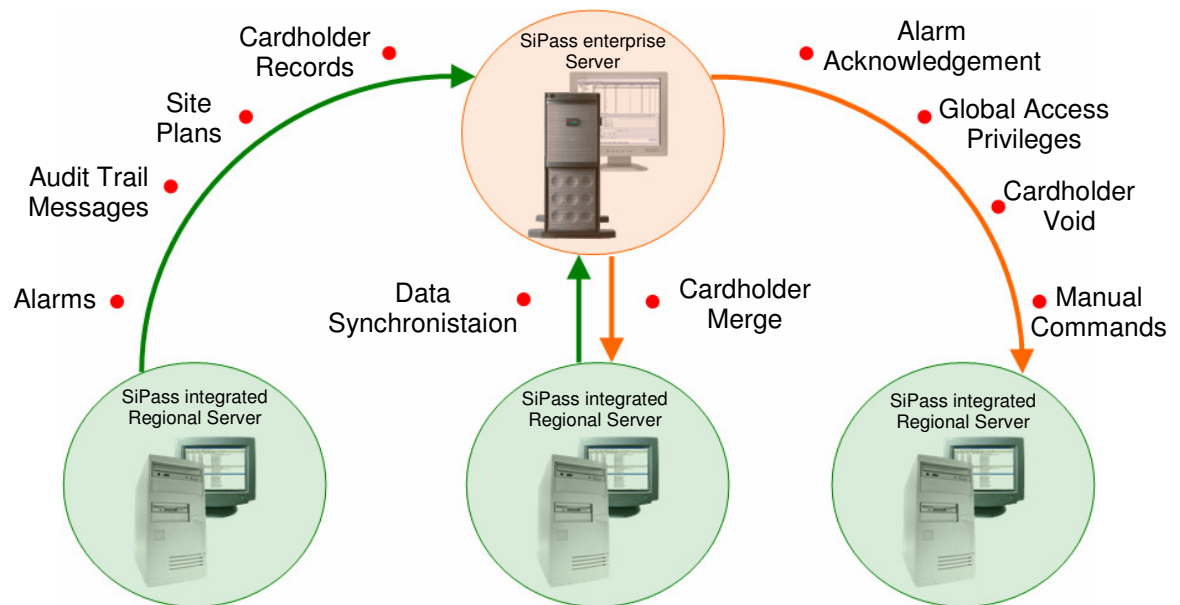 Cardholder
Records
Site
Plans
Audit Trail
Messages
Alarms
SiPass enterprise
Server
Alarm
Acknowledgement
Global Access
Privileges
Cardholder
Void
Manual
Commands
Data
Synchronistaion
Cardholder
Merge
SiPass integrated
Regional Server
SiPass integrated
Regional Server
SiPass integrated
Regional Server